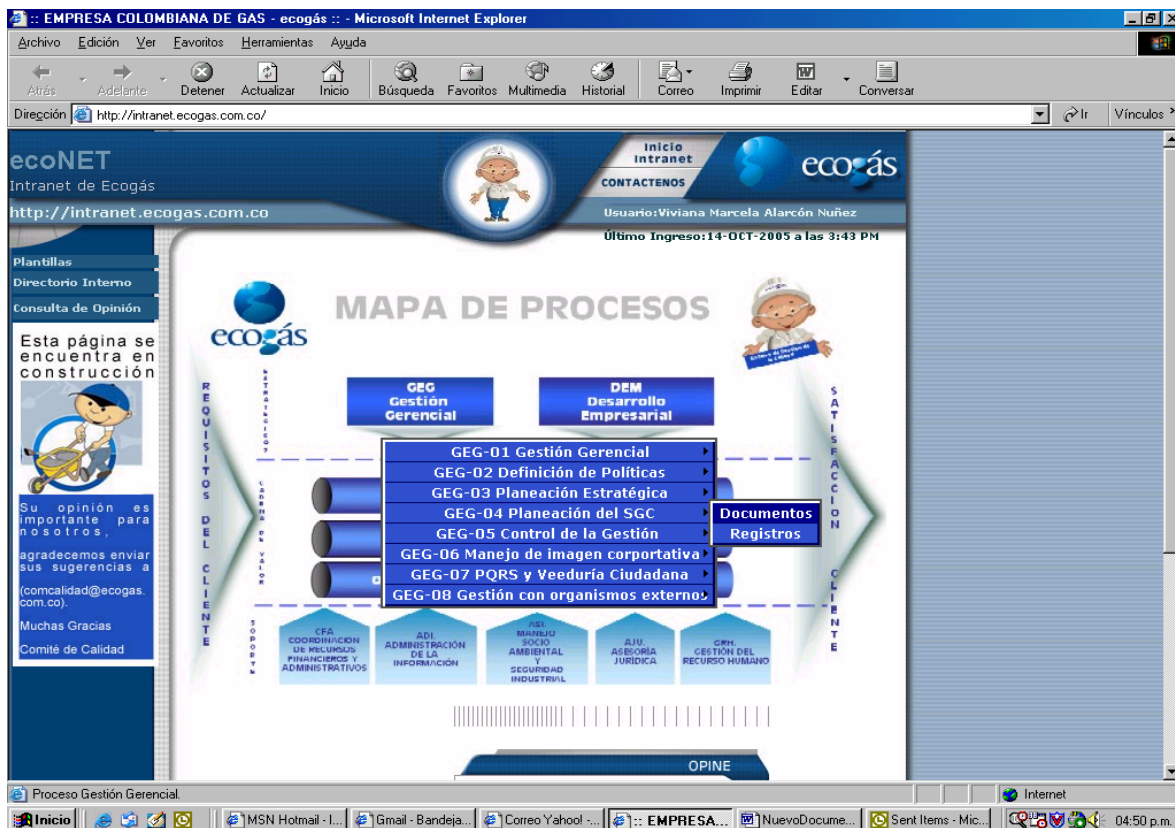 :: EMPRESA COLOMBIANA DE GAS - ecogás :: - Microsoft Internet Explorer
Archivo Edición Ver Favoritos Herramientas Ayuda
Atrás Adelante Detener Actualizar Inicio Búsqueda Favoritos Multimedia Historial Correo Imprimir Editar Conversar
Dirección http://intranet.ecogas.com.co/ Ir Vínculos
ecoNET
Intranet de Ecogás
http://intranet.ecogas.com.co
Inicio
Intranet
CONTACTENOS
ecogás
Usuario:Viviana Marcela Alarcón Nuñez
Último Ingreso:14-OCT-2005 a las 3:43 PM
Plantillas
Directorio Interno
Consulta de Opinión
Esta página se
encuentra en
construcción
Su opinión es
importante para
nosotros,
agradecemos enviar
sus sugerencias a
(comcalidad@ecogas.
com.co).
Muchas Gracias
Comité de Calidad
ecogás
MAPA DE PROCESOS
REQUISITOS DEL CLIENTE
CADENA DE VALOR
SOPORTE
SATISFACCION CLIENTE
GEG
Gestión
Gerencial
DEM
Desarrollo
Empresarial
GEG-01 Gestión Gerencial
GEG-02 Definición de Políticas
GEG-03 Planeación Estratégica
GEG-04 Planeación del SGC
GEG-05 Control de la Gestión
GEG-06 Manejo de imagen corportativa
GEG-07 PQRS y Veeduría Ciudadana
GEG-08 Gestión con organismos externos
Documentos
Registros
CFA.
COORDINACION
DE RECURSOS
FINANCIEROS Y
ADMINISTRATIVOS
ADI.
ADMINISTRACIÓN
DE LA
INFORMACIÓN
ASI.
MANEJO
SOCIO
AMBIENTAL
Y
SEGURIDAD
INDUSTRIAL
AJU.
ASESORÍA
JURÍDICA
GRH.
GESTIÓN DEL
RECURSO HUMANO
OPINE
Proceso Gestión Gerencial.
Internet
Inicio
MSN Hotmail - I...
Gmail - Bandeja...
Correo Yahoo! -...
:: EMPRESA...
NuevoDocume...
Sent Items - Mic...
04:50 p.m.